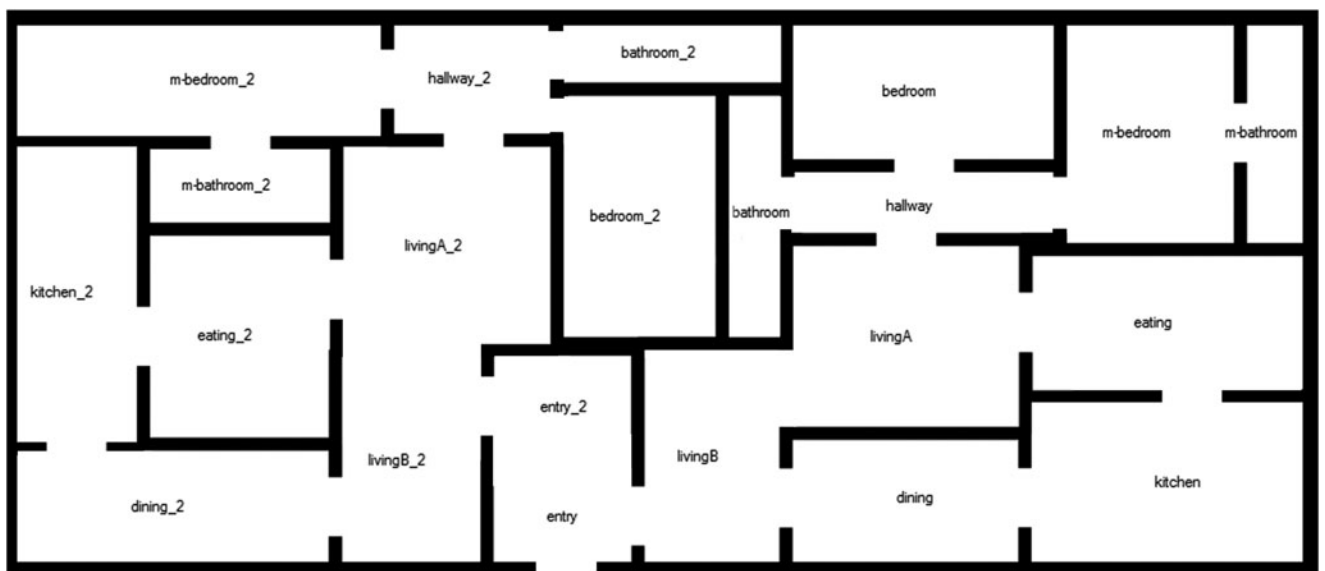 bathroom_2
m-bedroom_2
hallway_2
bedroom
m-bedroom
m-bathroom
m-bathroom_2
bedroom_2
bathroom
hallway
livingA_2
kitchen_2
eating_2
livingA
eating
entry_2
livingB_2
livingB
dining_2
entry
dining
kitchen